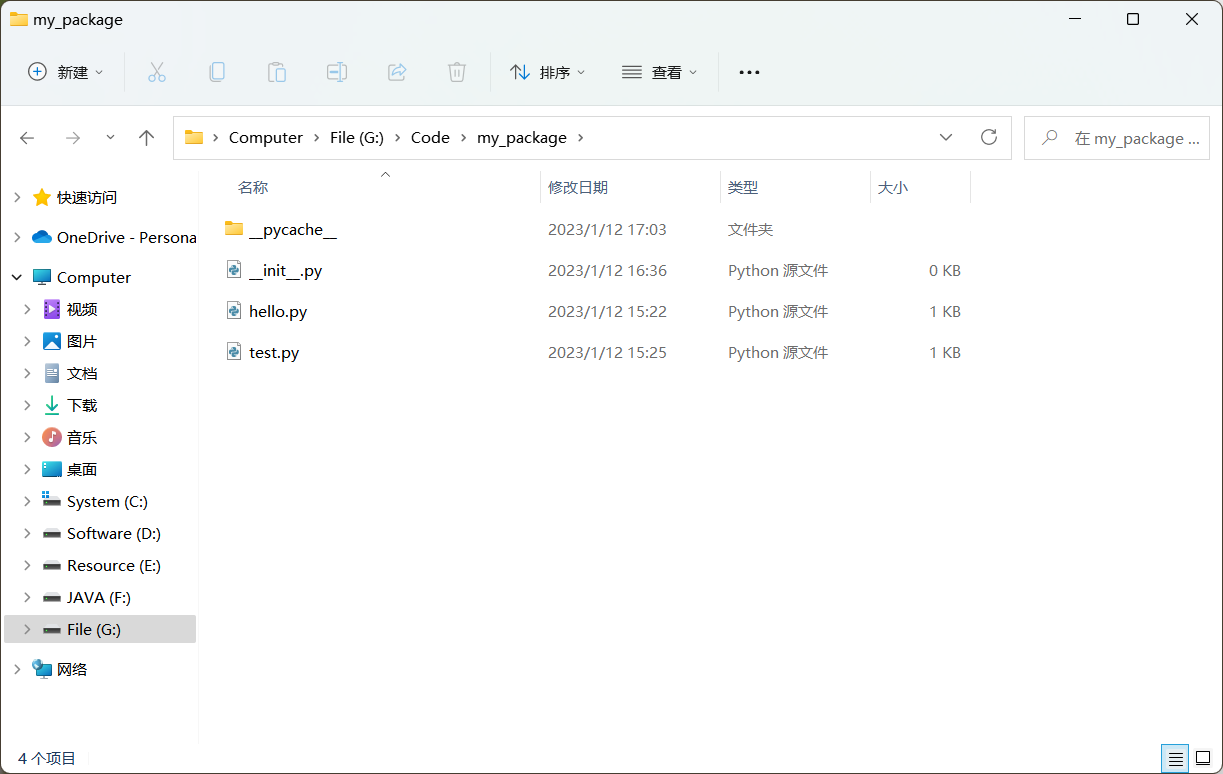 my_package
新建 排序 查看
Computer File (G:) Code my_package 在 my_package ...
名称 修改日期 类型 大小
快速访问
OneDrive - Persona
Computer
视频
图片
文档
下载
音乐
桌面
System (C:)
Software (D:)
Resource (E:)
JAVA (F:)
File (G:)
网络
__pycache__ 2023/1/12 17:03 文件夹
__init__.py 2023/1/12 16:36 Python 源文件 0 KB
hello.py 2023/1/12 15:22 Python 源文件 1 KB
test.py 2023/1/12 15:25 Python 源文件 1 KB
4 个项目